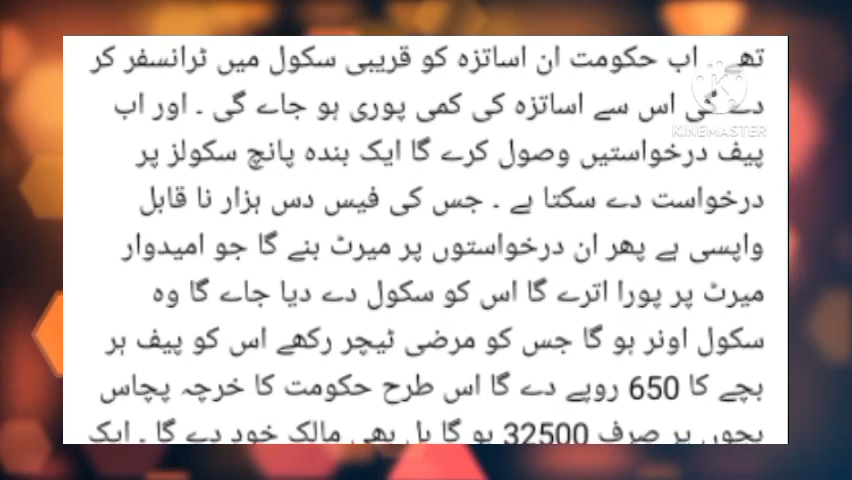 تھے ۔ اب حکومت ان اساتزہ کو قریبی سکول میں ٹرانسفر کر
دے گی اس سے اساتزہ کی کمی پوری ہو جاے گی ۔ اور اب
پیف درخواستیں وصول کرے گا ایک بندہ پانچ سکولز پر
درخواست دے سکتا ہے ۔ جس کی فیس دس ہزار نا قابل
واپسی ہے پھر ان درخواستوں پر میرٹ بنے گا جو امیدوار
میرٹ پر پورا اترے گا اس کو سکول دے دیا جاے گا وہ
سکول اونر ہو گا جس کو مرضی ٹیچر رکھے اس کو پیف ہر
بچے کا 650 روپے دے گا اس طرح حکومت کا خرچہ پچاس
بچوں پر صرف 32500 ہو گا بل بھی مالک خود دے گا ۔ ایک
KINEMASTER